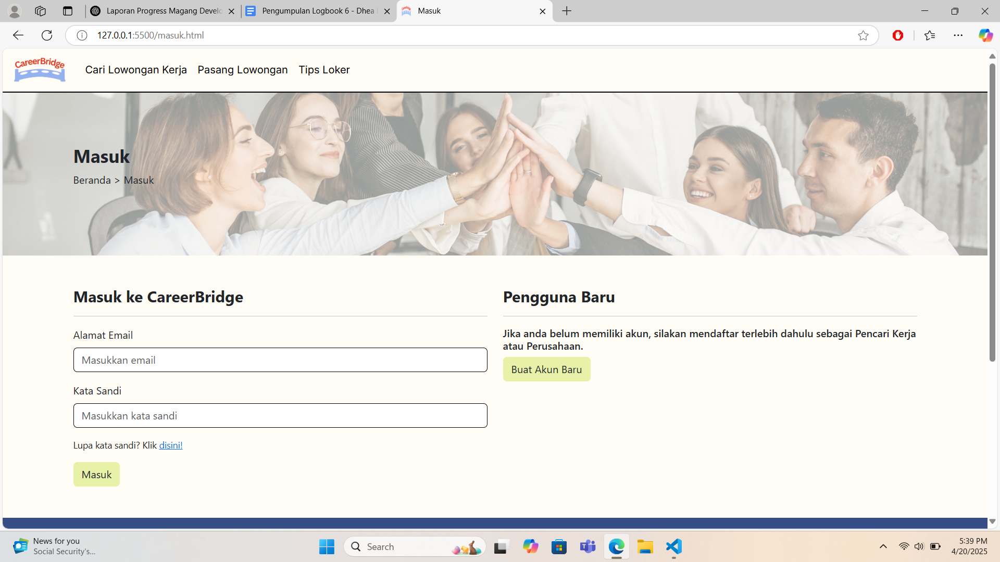 Laporan Progress Magang Develo
Pengumpulan Logbook 6 - Dhea
Masuk
127.0.0.1:5500/masuk.html
CareerBridge
Cari Lowongan Kerja
Pasang Lowongan
Tips Loker
Masuk
Beranda > Masuk
Masuk ke CareerBridge
Alamat Email
Masukkan email
Kata Sandi
Masukkan kata sandi
Lupa kata sandi? Klik disini!
Masuk
Pengguna Baru
Jika anda belum memiliki akun, silakan mendaftar terlebih dahulu sebagai Pencari Kerja
atau Perusahaan.
Buat Akun Baru
News for you
Social Security's...
Search
5:39 PM
4/20/2025